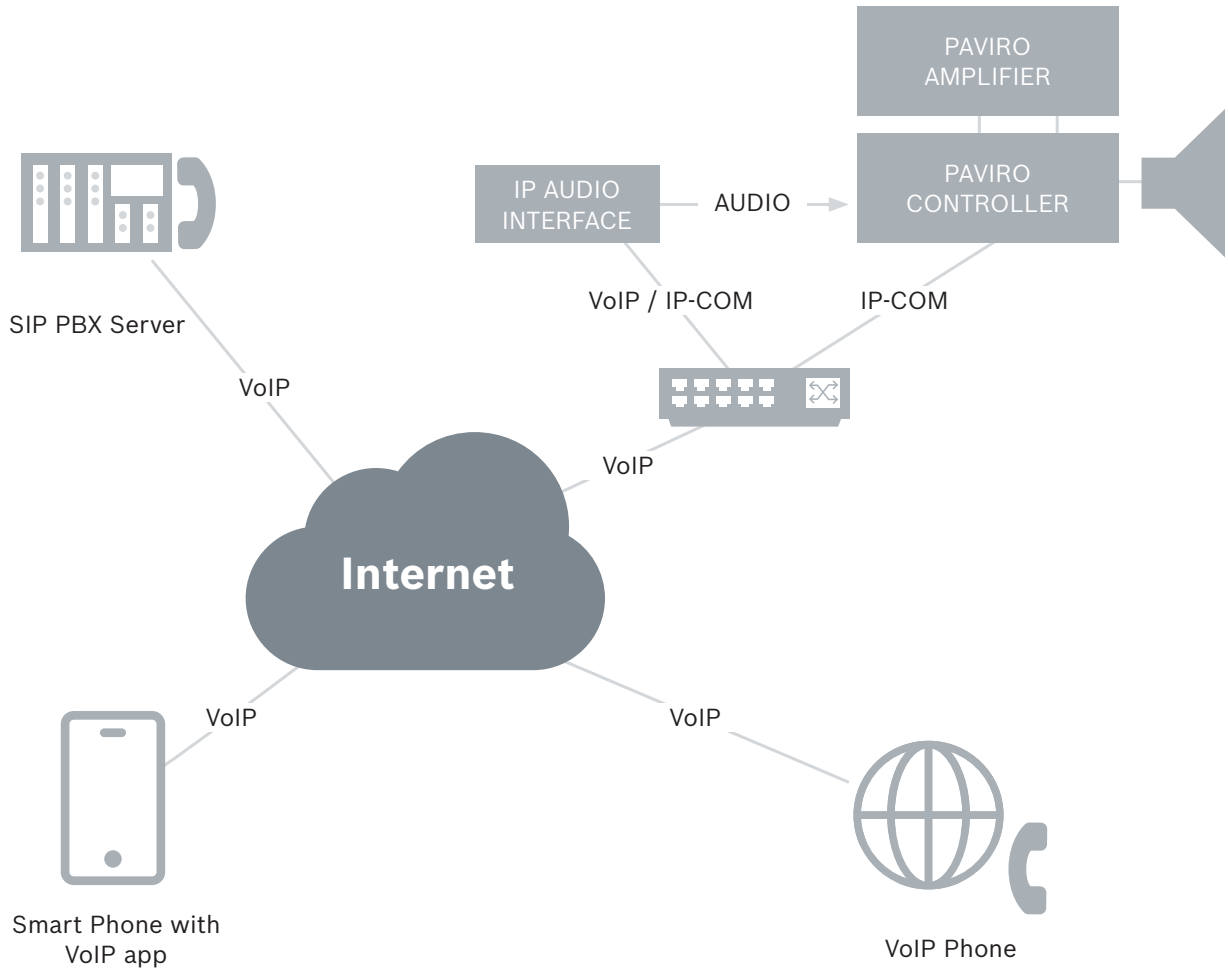 PAVIRO
AMPLIFIER
IP AUDIO
INTERFACE
AUDIO
PAVIRO
CONTROLLER
VoIP / IP-COM
IP-COM
SIP PBX Server
VoIP
VoIP
Internet
VoIP
VoIP
Smart Phone with
VoIP app
VoIP Phone